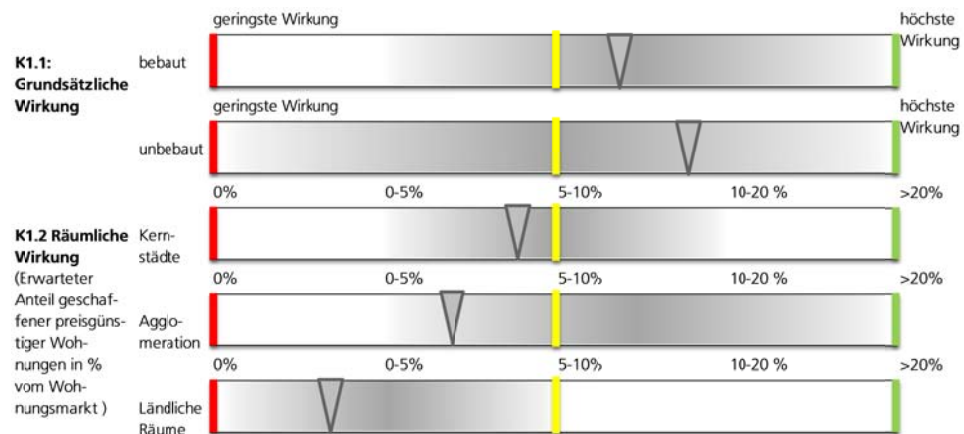 geringste Wirkung
höchste
Wirkung
K1.1:
Grundsätzliche
Wirkung
bebaut
geringste Wirkung
höchste
Wirkung
unbebaut
0% 0-5% 5-10% 10-20 % >20%
K1.2 Räumliche
Wirkung
(Erwarteter
Anteil geschaf-
fener preisgüns-
tiger Woh-
nungen in %
vom Woh-
nungsmarkt )
Kern-
städte
0% 0-5% 5-10% 10-20 % >20%
Agglo-
meration
0% 0-5% 5-10% 10-20 % >20%
Ländliche
Räume